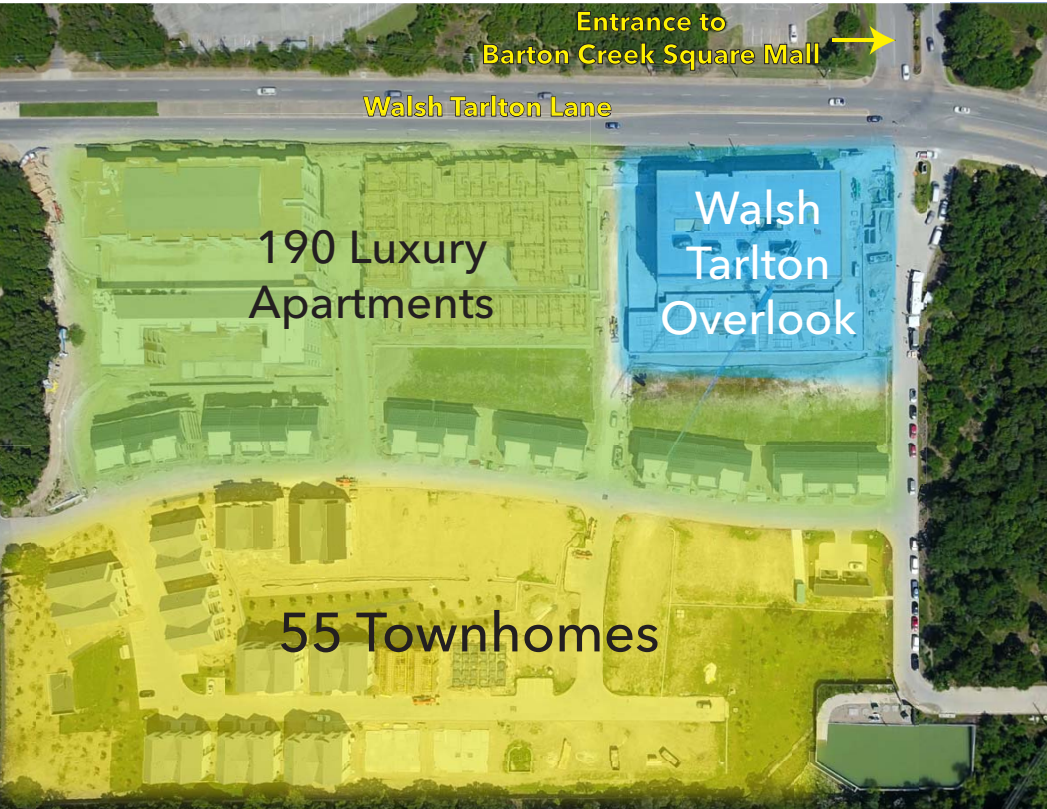 Entrance to
Barton Creek Square Mall
Walsh Tarlton Lane
190 Luxury
Apartments
Walsh
Tarlton
Overlook
55 Townhomes